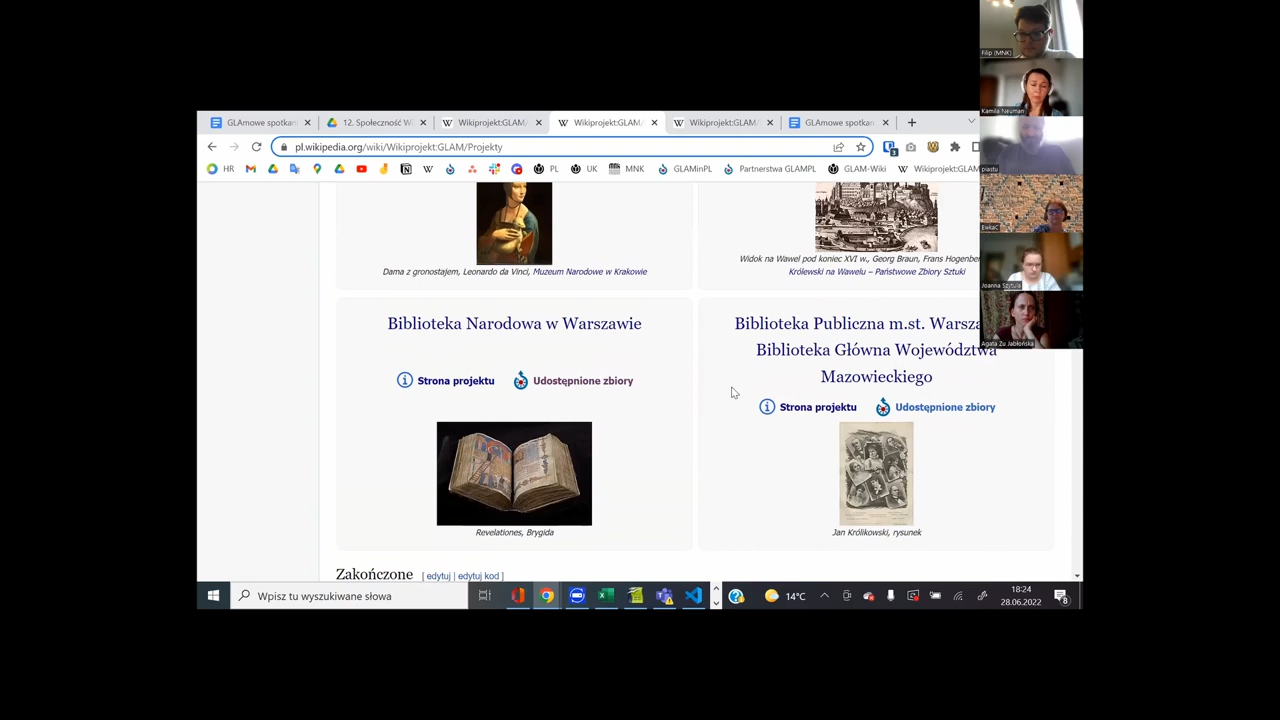 Filip (MNK)
Kamila Neuman
piastu
EwkaC
Joanna Szytuła
Agata Zu Jabłońska
GLAmowe spotkan
12. Społeczność W
Wikiprojekt:GLAM/
Wikiprojekt:GLAM/
Wikiprojekt:GLAM/
GLAmowe spotkan
pl.wikipedia.org/wiki/Wikiprojekt:GLAM/Projekty
HR
PL
UK
MNK
GLAMinPL
Partnerstwa GLAMPL
GLAM-Wiki
Wikiprojekt:GLAM
Dama z gronostajem, Leonardo da Vinci, Muzeum Narodowe w Krakowie
Widok na Wawel pod koniec XVI w., Georg Braun, Frans Hogenber
Królewski na Wawelu – Państwowe Zbiory Sztuki
Biblioteka Narodowa w Warszawie
Strona projektu
Udostępnione zbiory
Revelationes, Brygida
Biblioteka Publiczna m.st. Warsza
Biblioteka Główna Województwa
Mazowieckiego
Strona projektu
Udostępnione zbiory
Jan Królikowski, rysunek
Zakończone [ edytuj | edytuj kod ]
Wpisz tu wyszukiwane słowa
14°C
18:24
28.06.2022
8